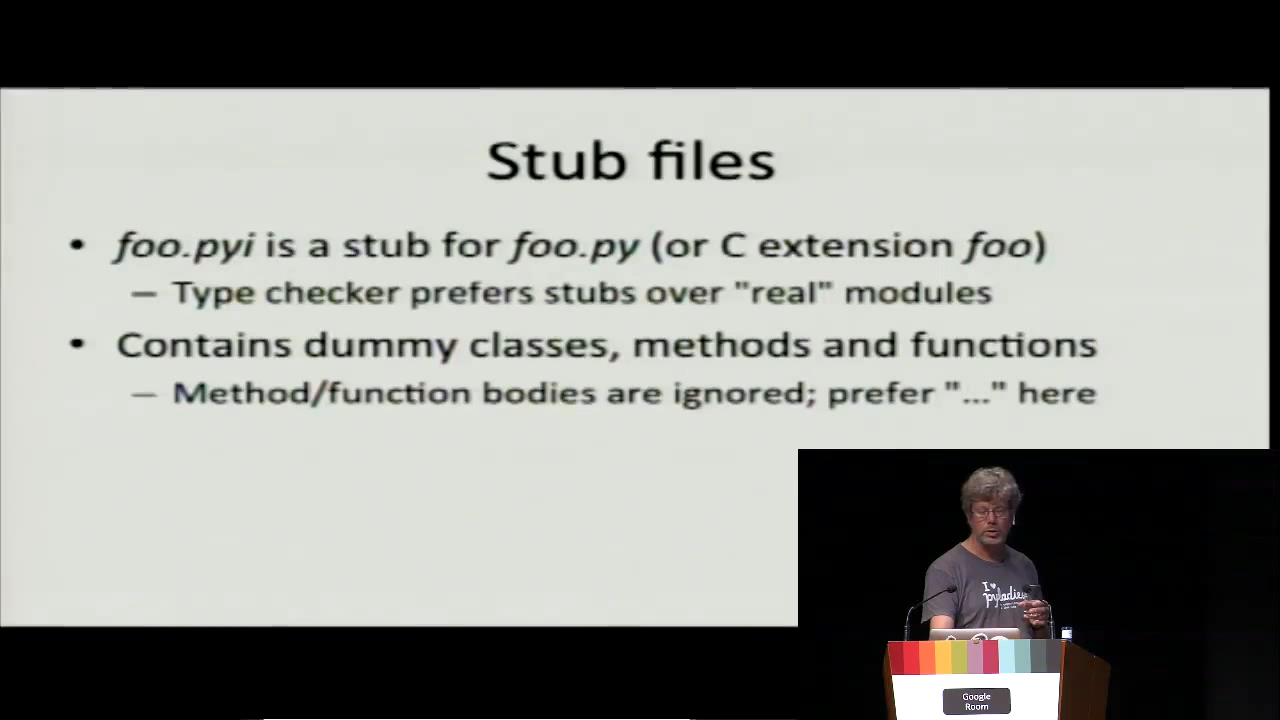 Stub files
• foo.pyi is a stub for foo.py (or C extension foo)
– Type checker prefers stubs over "real" modules
• Contains dummy classes, methods and functions
– Method/function bodies are ignored; prefer "..." here
I ♥
pyladies
Google
Room